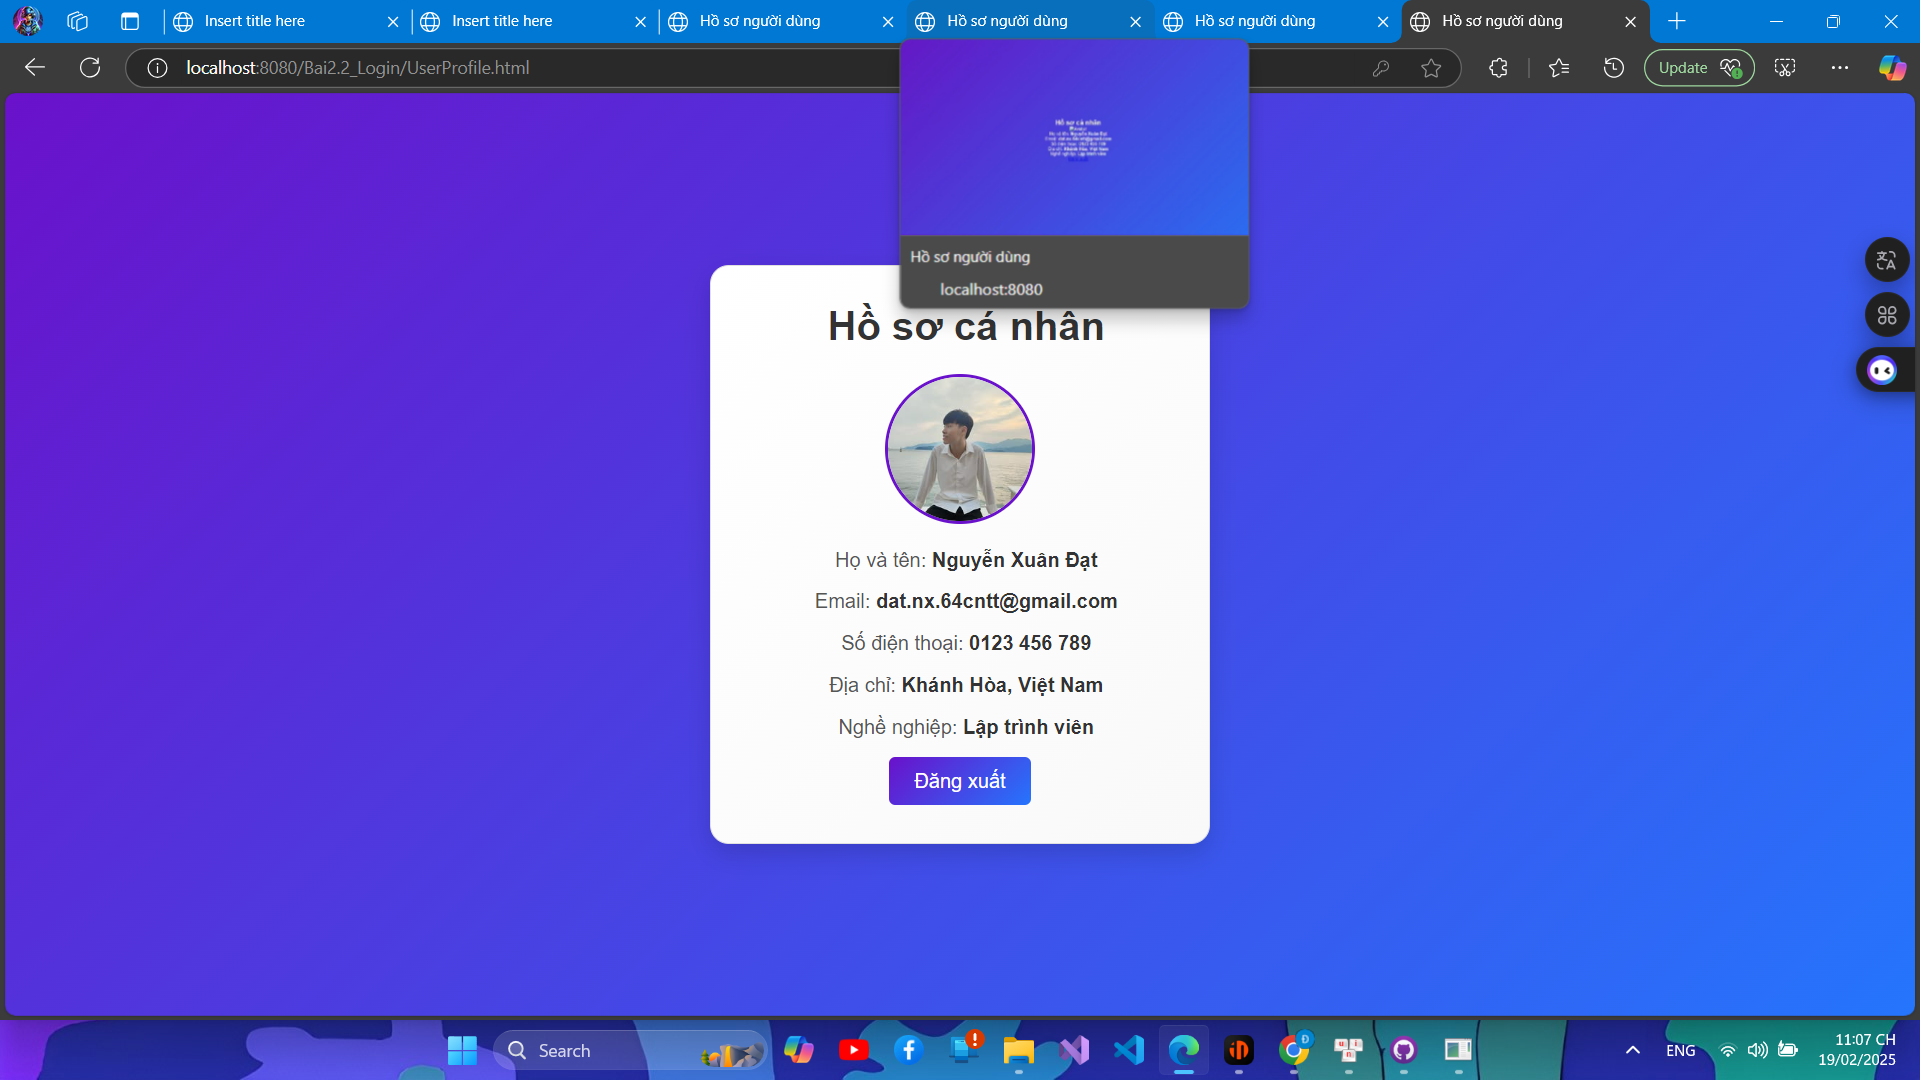 Insert title here
Insert title here
Hồ sơ người dùng
Hồ sơ người dùng
Hồ sơ người dùng
Hồ sơ người dùng
localhost:8080/Bai2.2_Login/UserProfile.html
Update
Hồ sơ cá nhân
Hồ sơ người dùng
localhost:8080
Hồ sơ cá nhân
Họ và tên: Nguyễn Xuân Đạt
Email: dat.nx.64cntt@gmail.com
Số điện thoại: 0123 456 789
Địa chỉ: Khánh Hòa, Việt Nam
Nghề nghiệp: Lập trình viên
Đăng xuất
Search
ENG
11:07 CH
19/02/2025